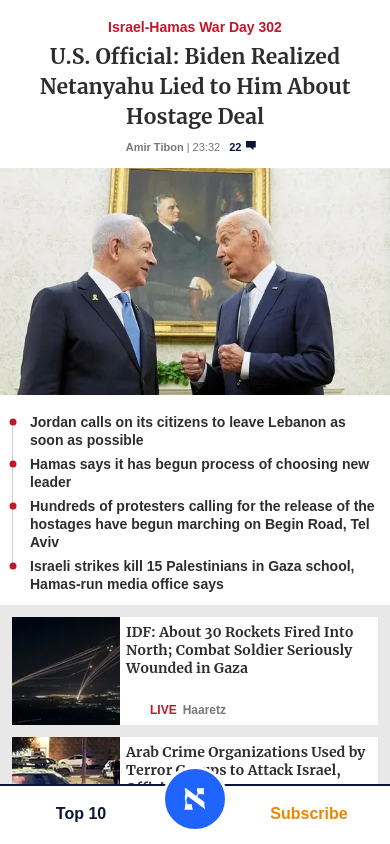 Israel-Hamas War Day 302
U.S. Official: Biden Realized
Netanyahu Lied to Him About
Hostage Deal
Amir Tibon | 23:32 22
Jordan calls on its citizens to leave Lebanon as
soon as possible
Hamas says it has begun process of choosing new
leader
Hundreds of protesters calling for the release of the
hostages have begun marching on Begin Road, Tel
Aviv
Israeli strikes kill 15 Palestinians in Gaza school,
Hamas-run media office says
IDF: About 30 Rockets Fired Into
North; Combat Soldier Seriously
Wounded in Gaza
LIVE Haaretz
Arab Crime Organizations Used by
Terror to Attack Israel,
Top 10
Subscribe